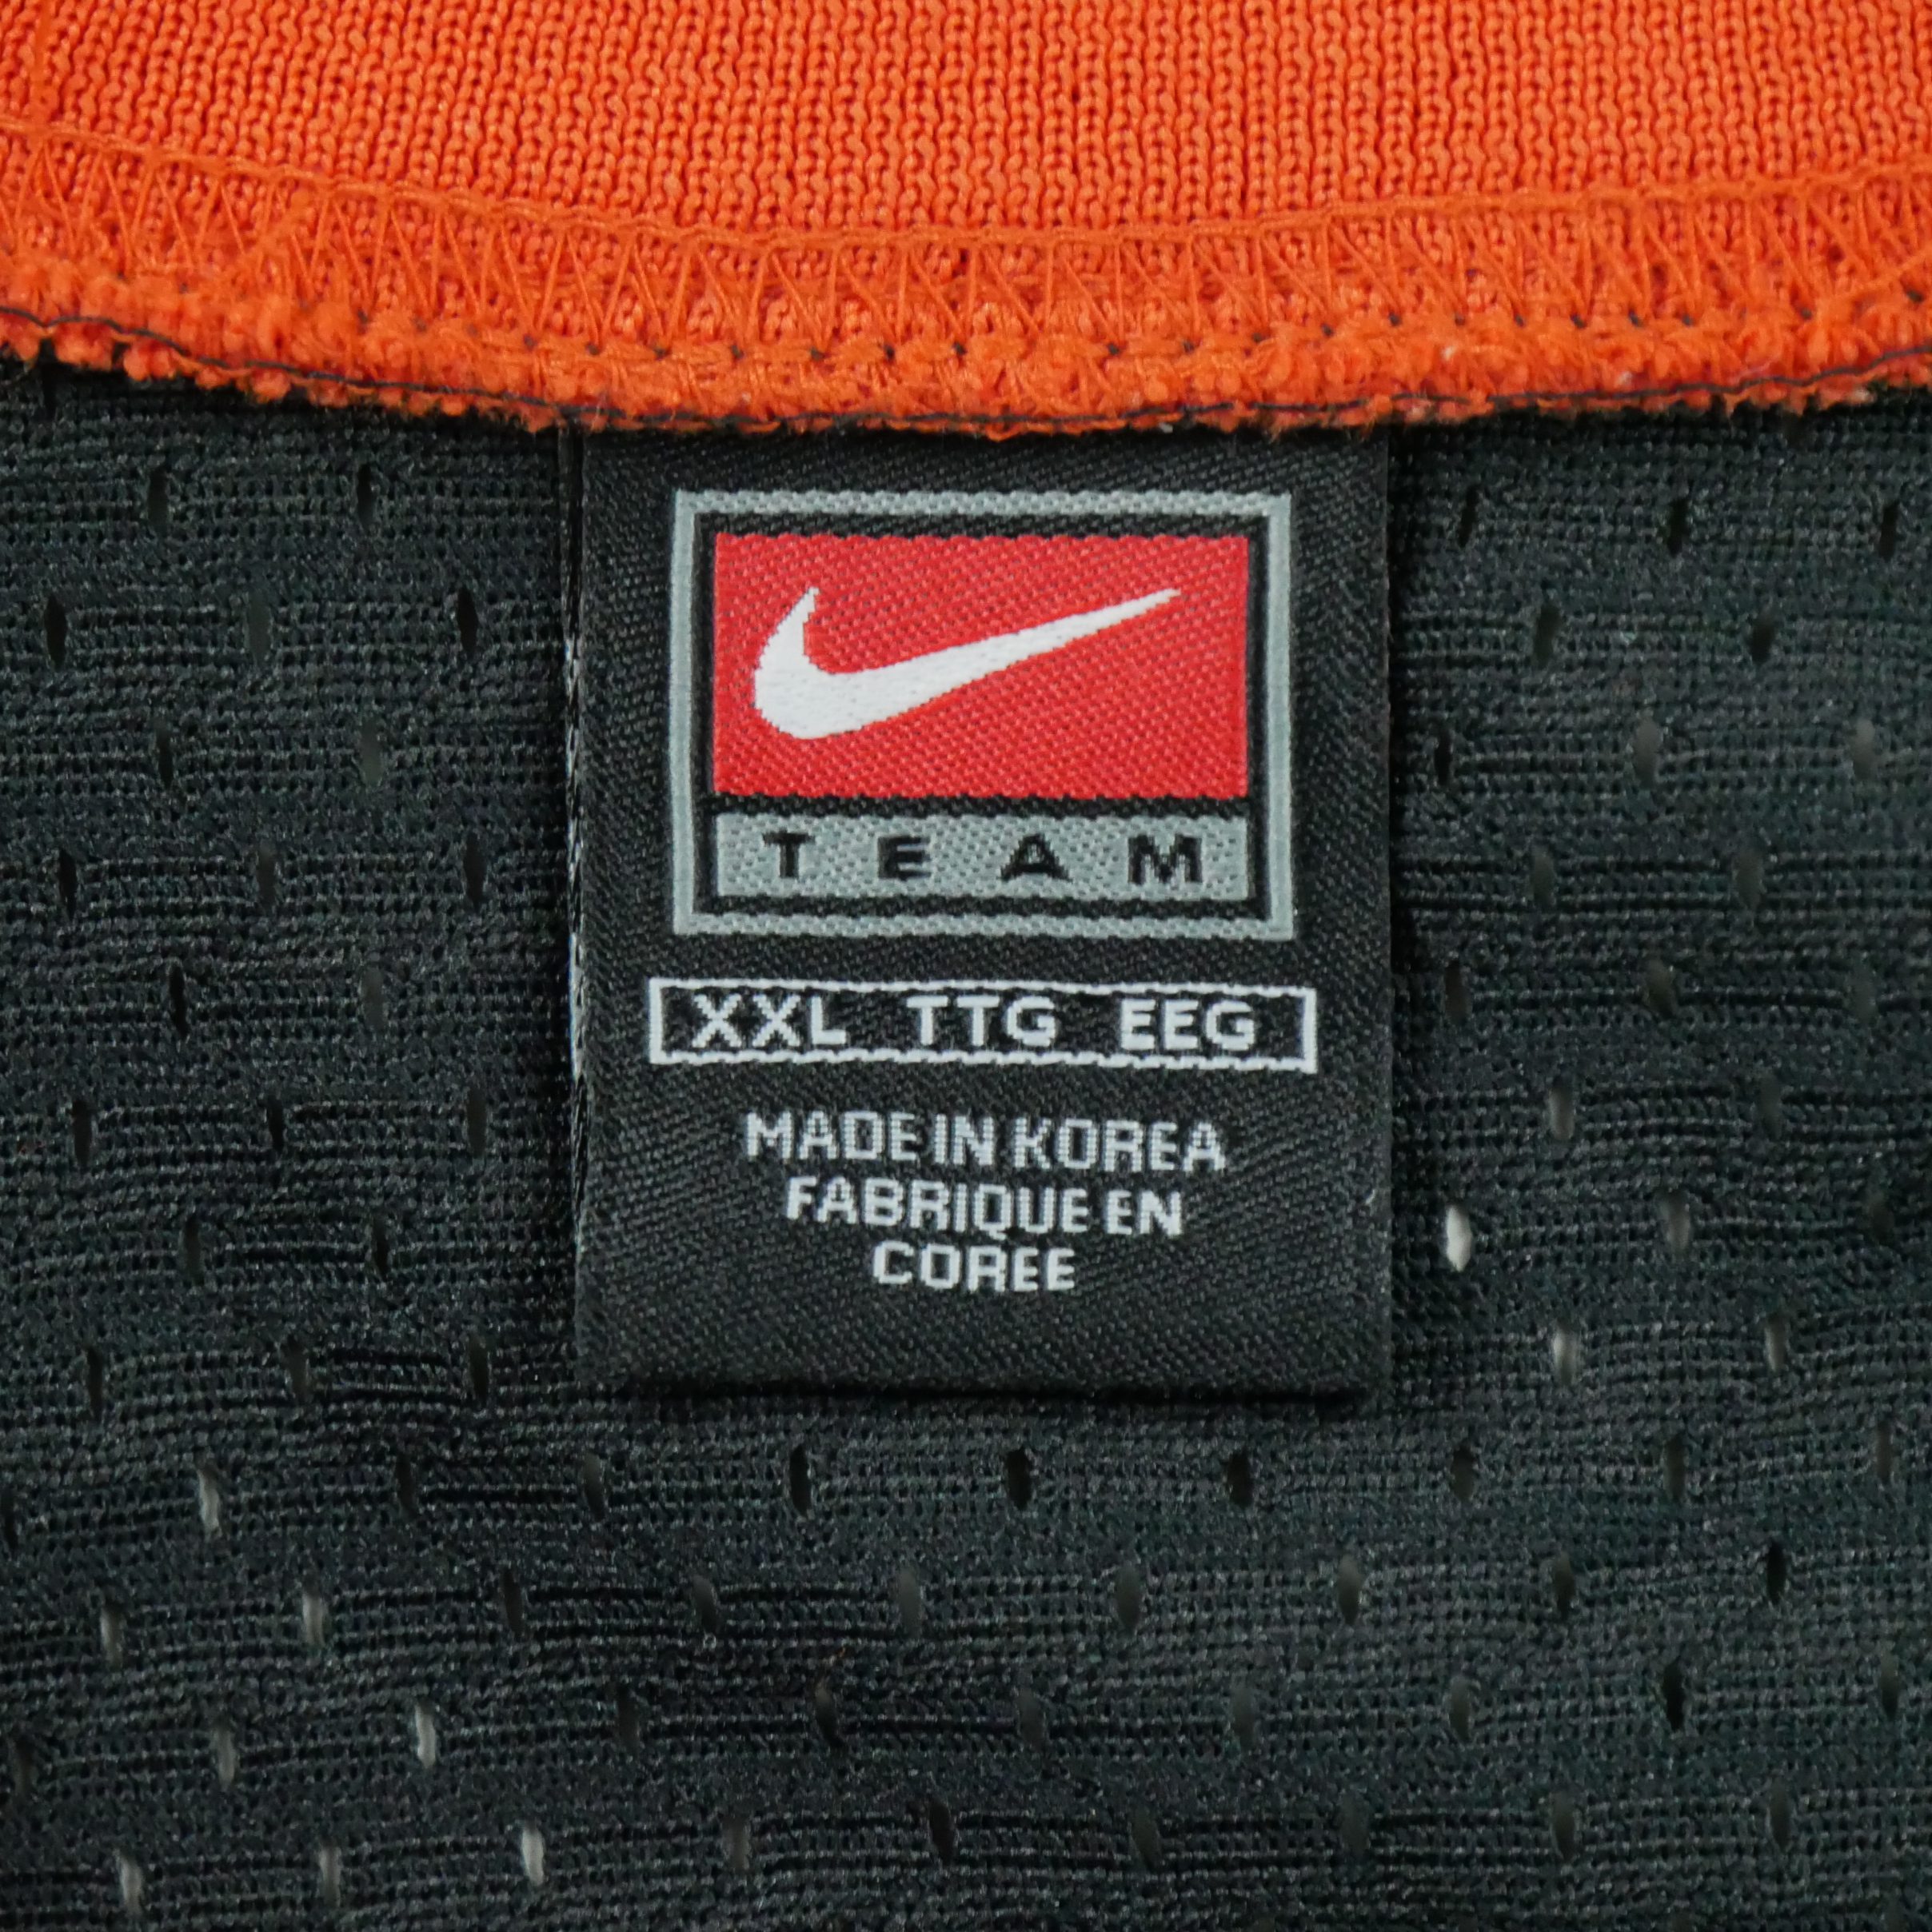 TEAM
XXL TTG EEG
MADE IN KOREA
FABRIQUE EN
COREE